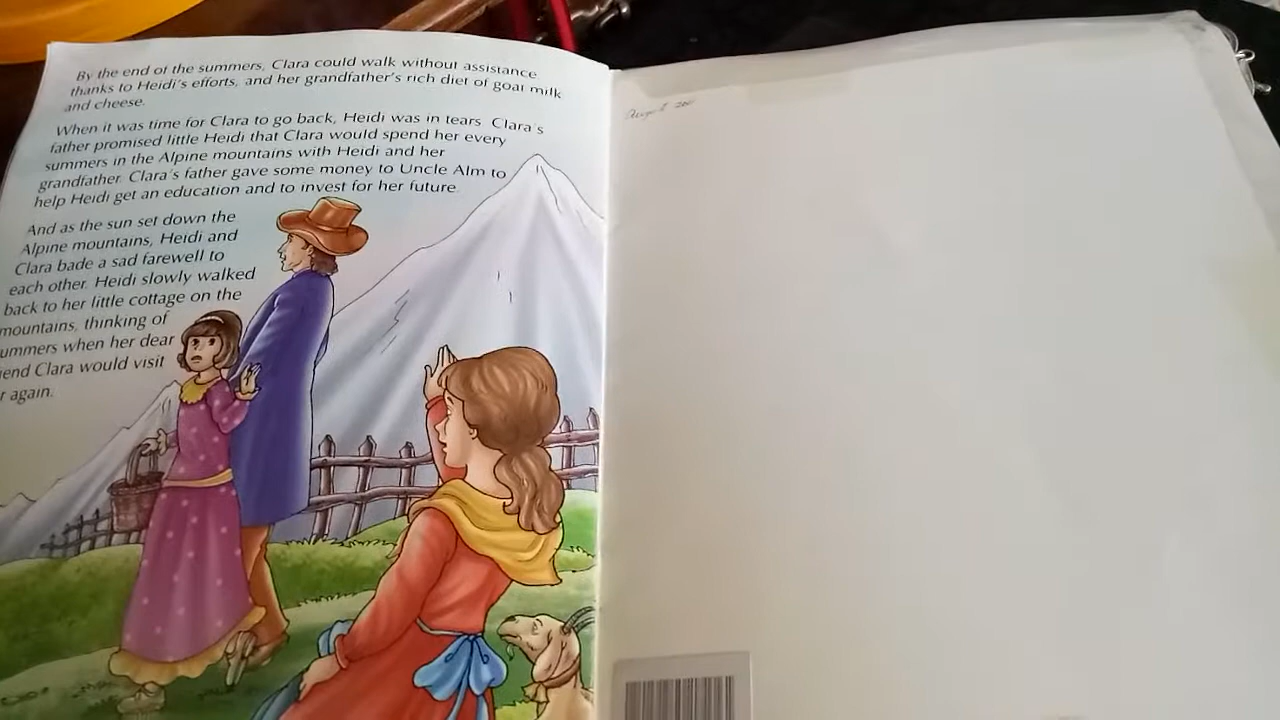 By the end of the summers, Clara could walk without assistance
thanks to Heidi's efforts, and her grandfather's rich diet of goat milk
and cheese.
When it was time for Clara to go back, Heidi was in tears. Clara's
father promised little Heidi that Clara would spend her every
summers in the Alpine mountains with Heidi and her
grandfather. Clara's father gave some money to Uncle Alm to
help Heidi get an education and to invest for her future.
And as the sun set down the
Alpine mountains, Heidi and
Clara bade a sad farewell to
each other. Heidi slowly walked
back to her little cottage on the
mountains, thinking of
ummers when her dear
iend Clara would visit
r again.
August